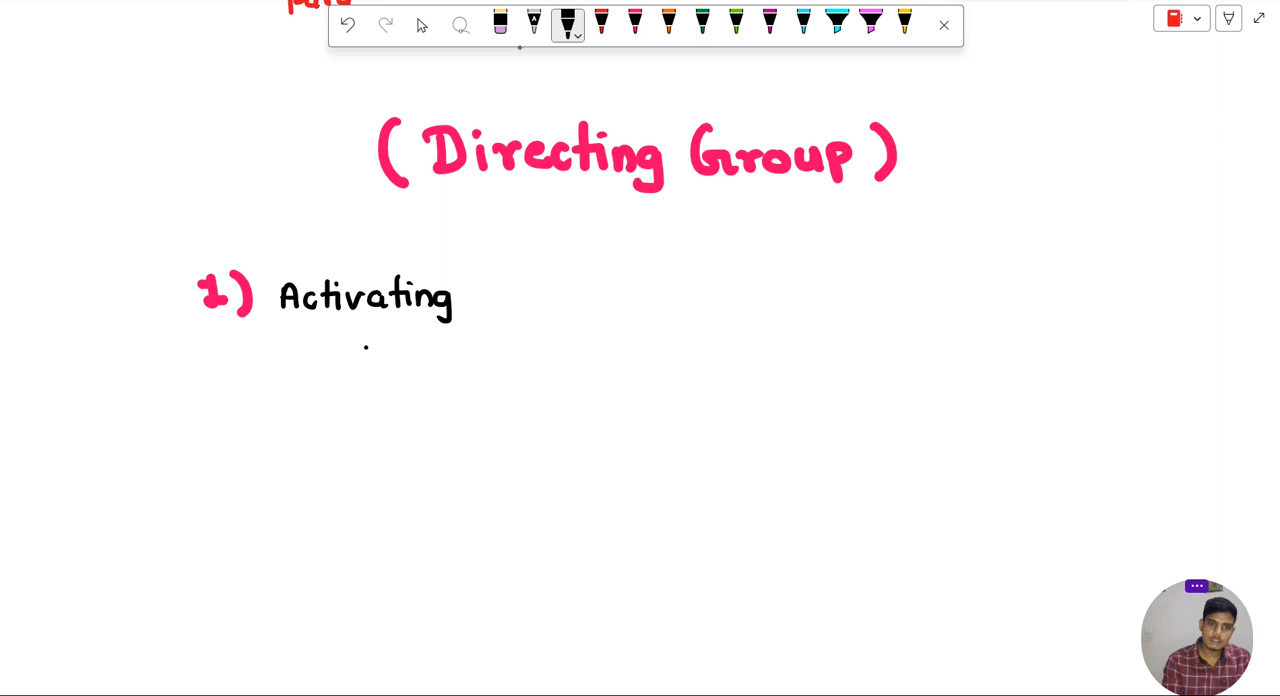 ( Directing Group )
1) Activating